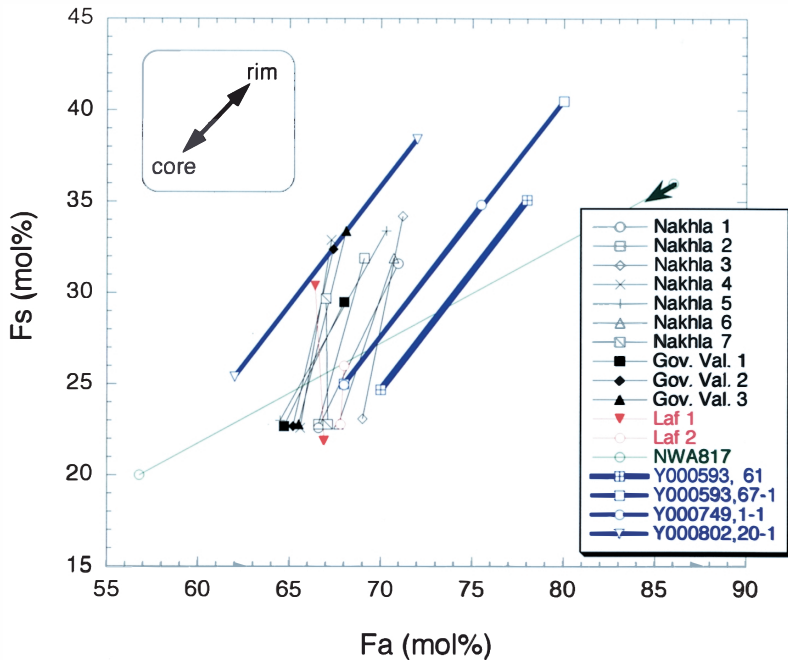 45
40
35
30
25
20
15
55
60
65
70
75
80
85
90
Fs (mol%)
Fa (mol%)
rim
core
Nakhla 1
Nakhla 2
Nakhla 3
Nakhla 4
Nakhla 5
Nakhla 6
Nakhla 7
Gov. Val. 1
Gov. Val. 2
Gov. Val. 3
Laf 1
Laf 2
NWA817
Y000593, 61
Y000593,67-1
Y000749,1-1
Y000802,20-1